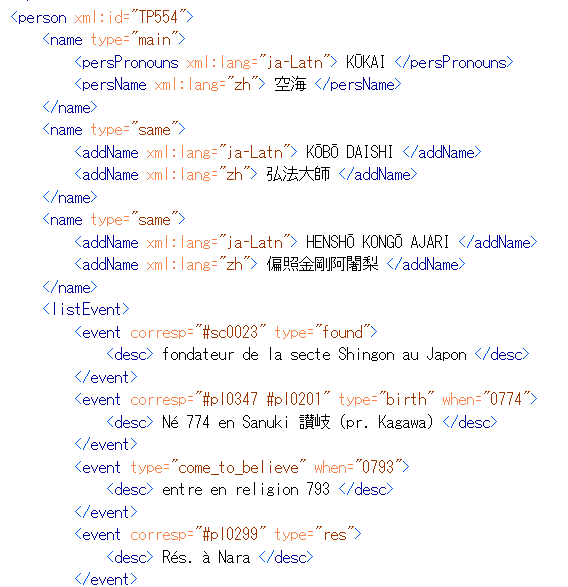 <person xml:id="TP554">
<name type="main">
<persPronouns xml:lang="ja-Latn"> KŪKAI </persPronouns>
<persName xml:lang="zh"> 空海 </persName>
</name>
<name type="same">
<addName xml:lang="ja-Latn"> KŌBŌ DAISHI </addName>
<addName xml:lang="zh"> 弘法大師 </addName>
</name>
<name type="same">
<addName xml:lang="ja-Latn"> HENSHŌ KONGŌ AJARI </addName>
<addName xml:lang="zh"> 偏照金剛阿闍梨 </addName>
</name>
<listEvent>
<event corresp="#sc0023" type="found">
<desc> fondateur de la secte Shingon au Japon </desc>
</event>
<event corresp="#pl0347 #pl0201" type="birth" when="0774">
<desc> Né 774 en Sanuki 讃岐 (pr. Kagawa) </desc>
</event>
<event type="come_to_believe" when="0793">
<desc> entre en religion 793 </desc>
</event>
<event corresp="#pl0299" type="res">
<desc> Rés. à Nara </desc>
</event>